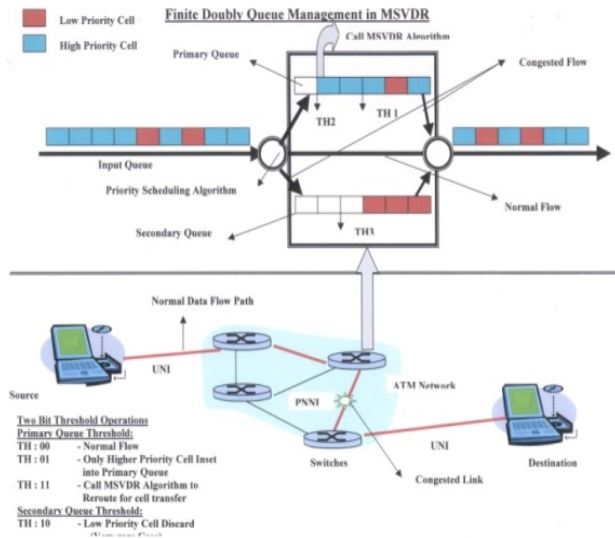 Finite Doubly Queue Management in MSVDR
Low Priority Cell
High Priority Cell
Call MSVDR Algorithm
Primary Queue
Congested Flow
TH2
TH 1
Input Queue
Priority Scheduling Algorithm
Normal Flow
Secondary Queue
TH3
Normal Data Flow Path
UNI
Source
ATM Network
PNNI
UNI
Switches
Destination
Congested Link
Two Bit Threshold Operations
Primary Queue Threshold:
TH : 00 - Normal Flow
TH : 01 - Only Higher Priority Cell Inset
into Primary Queue
TH : 11 - Call MSVDR Algorithm to
Reroute for cell transfer
Secondary Queue Threshold:
TH : 10 - Low Priority Cell Discard